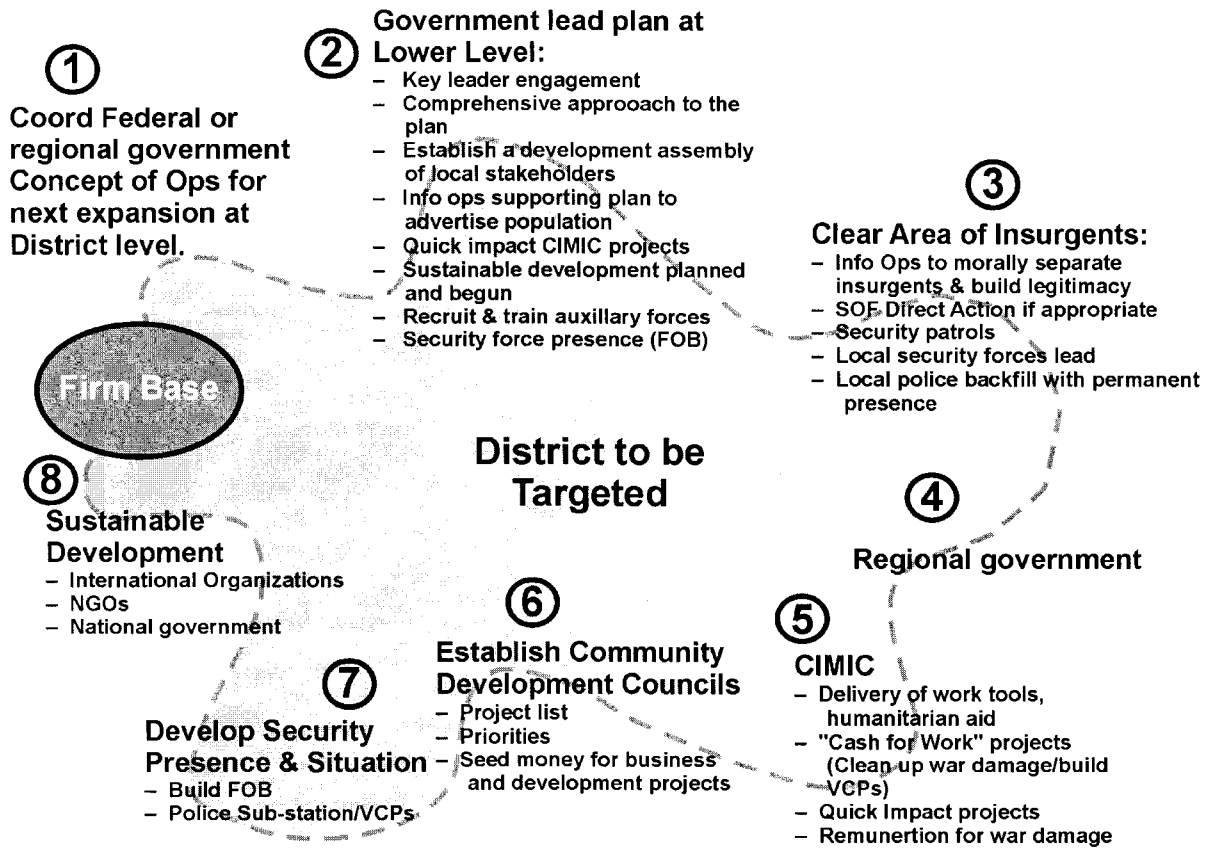 1
Coord Federal or
regional government
Concept of Ops for
next expansion at
District level.
2
Government lead plan at
Lower Level:
– Key leader engagement
– Comprehensive approoach to the
plan
– Establish a development assembly
of local stakeholders
– Info ops supporting plan to
advertise population
– Quick impact CIMIC projects
– Sustainable development planned
and begun
– Recruit & train auxillary forces
– Security force presence (FOB)
3
Clear Area of Insurgents:
– Info Ops to morally separate
insurgents & build legitimacy
– SOF Direct Action if appropriate
– Security patrols
– Local security forces lead
– Local police backfill with permanent
presence
Firm Base
District to be
Targeted
4
Regional government
5
CIMIC
– Delivery of work tools,
humanitarian aid
– "Cash for Work" projects
(Clean up war damage/build
VCPs)
– Quick Impact projects
– Remunertion for war damage
6
Establish Community
Development Councils
– Project list
– Priorities
– Seed money for business
and development projects
7
Develop Security
Presence & Situation
– Build FOB
– Police Sub-station/VCPs
8
Sustainable
Development
– International Organizations
– NGOs
– National government